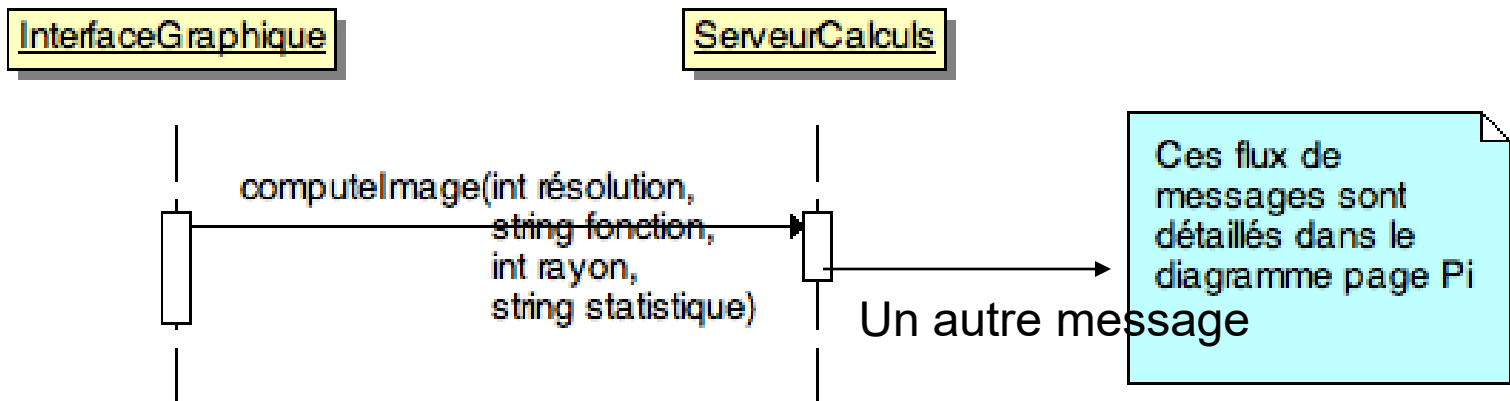 InterfaceGraphique
ServeurCalculs
computeImage(int résolution,
string fonction,
int rayon,
string statistique)
Un autre message
Ces flux de
messages sont
détaillés dans le
diagramme page Pi